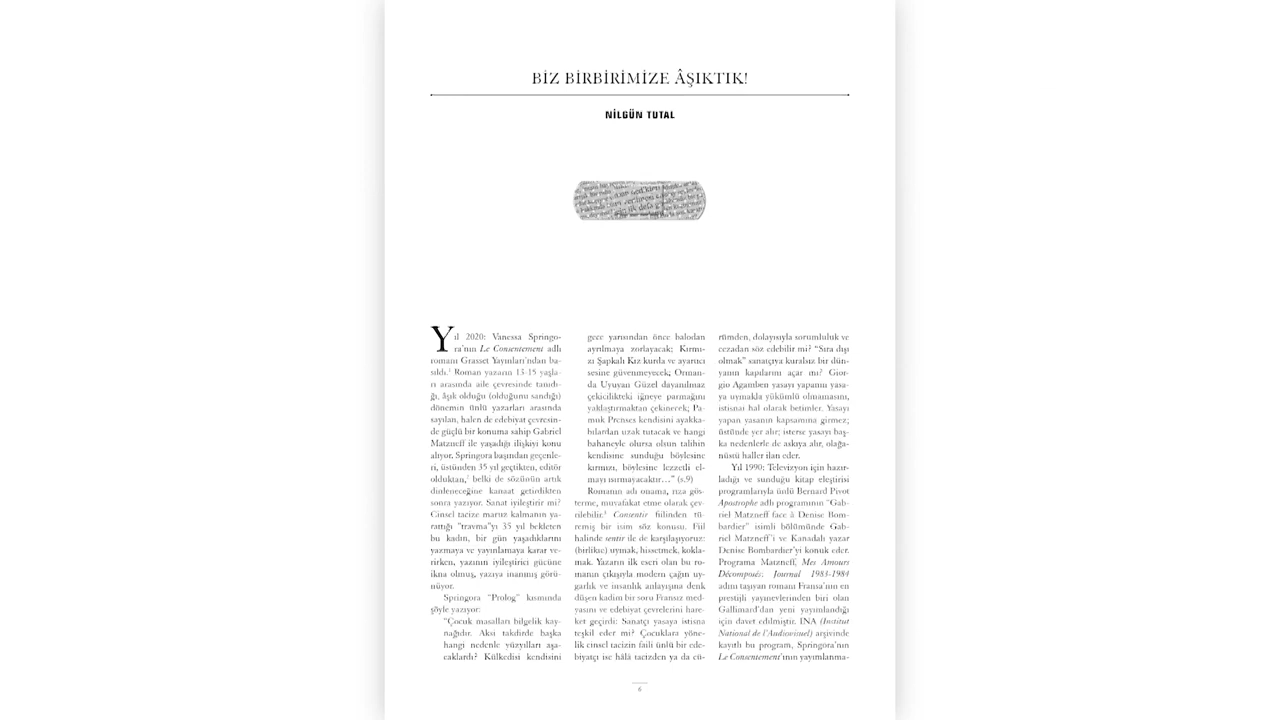 BİZ BİRBİRİMİZE ÂŞIKTIK!
NİLGÜN TUTAL
Yıl 2020: Vanessa Springo-
ra'nın Le Consentement adlı
romanı Grasset Yayınları'ndan ba-
sıldı.¹ Roman yazarın 13-15 yaşla-
rı arasında aile çevresinde tanıdı-
ğı, âşık olduğu (olduğunu sandığı)
dönemin ünlü yazarları arasında
sayılan, halen de edebiyat çevresin-
de güçlü bir konuma sahip Gabriel
Matzneff ile yaşadığı ilişkiyi konu
alıyor. Springora başından geçenle-
ri, üstünden 35 yıl geçtikten, editör
olduktan,² belki de sözünün artık
dinleneceğine kanaat getirdikten
sonra yazıyor. Sanat iyileştirir mi?
Cinsel tacize maruz kalmanın ya-
rattığı "travma"yı 35 yıl bekleten
bu kadın, bir gün yaşadıklarını
yazmaya ve yayınlamaya karar ve-
rirken, yazının iyileştirici gücüne
ikna olmuş, yazıya inanmış görü-
nüyor.
Springora "Prolog" kısmında
şöyle yazıyor:
"Çocuk masalları bilgelik kay-
nağıdır. Aksi takdirde başka
hangi nedenle yüzyılları aşa-
caklardı? Külkedisi kendisini
gece yarısından önce balodan
ayrılmaya zorlayacak; Kırmı-
zı Şapkalı Kız kurda ve ayartıcı
sesine güvenmeyecek; Orman-
da Uyuyan Güzel dayanılmaz
çekicilikteki iğneye parmağını
yaklaştırmaktan çekinecek; Pa-
muk Prenses kendisini ayakka-
bılardan uzak tutacak ve hangi
bahaneyle olursa olsun talihin
kendisine sunduğu böylesine
kırmızı, böylesine lezzetli el-
mayı ısırmayacaktır…" (s.9)
Romanın adı onama, rıza gös-
terme, muvafakat etme olarak çev-
rilebilir.³ Consentir fiilinden tü-
remiş bir isim söz konusu. Fiil
halinde sentir ile de karşılaşıyoruz:
(birlikte) uymak, hissetmek, kokla-
mak. Yazarın ilk eseri olan bu ro-
manın çıkışıyla modern çağın uy-
garlık ve insanlık anlayışına denk
düşen kadim bir soru Fransız med-
yasını ve edebiyat çevrelerini hare-
ket geçirdi: Sanatçı yasaya istisna
teşkil eder mi? Çocuklara yöne-
lik cinsel tacizin faili ünlü bir ede-
biyatçı ise hâlâ tacizden ya da cü-
rümden, dolayısıyla sorumluluk ve
cezadan söz edebilir mi? "Sıra dışı
olmak" sanatçıya kuralsız bir dün-
yanın kapılarını açar mı? Gior-
gio Agamben yasayı yapanın yasa-
ya uymakla yükümlü olmamasını,
istisnai hal olarak betimler. Yasayı
yapan yasanın kapsamına girmez;
üstünde yer alır; isterse yasayı baş-
ka nedenlerle de askıya alır, olağa-
nüstü haller ilan eder.
Yıl 1990: Televizyon için hazır-
ladığı ve sunduğu kitap eleştirisi
programlarıyla ünlü Bernard Pivot
Apostrophe adlı programının "Gab-
riel Matzneff face à Denise Bom-
bardier" isimli bölümünde Gab-
riel Matzneff'i ve Kanadalı yazar
Denise Bombardier'yi konuk eder.
Programa Matzneff, Mes Amours
Décomposés: Journal 1983-1984
adını taşıyan romanı Fransa'nın en
prestijli yayınevlerinden biri olan
Gallimard'dan yeni yayımlandığı
için davet edilmiştir. INA (Institut
National de l'Audiovisuel) arşivinde
kayıtlı bu program, Springora'nın
Le Consentement'ının yayımlanma-
6